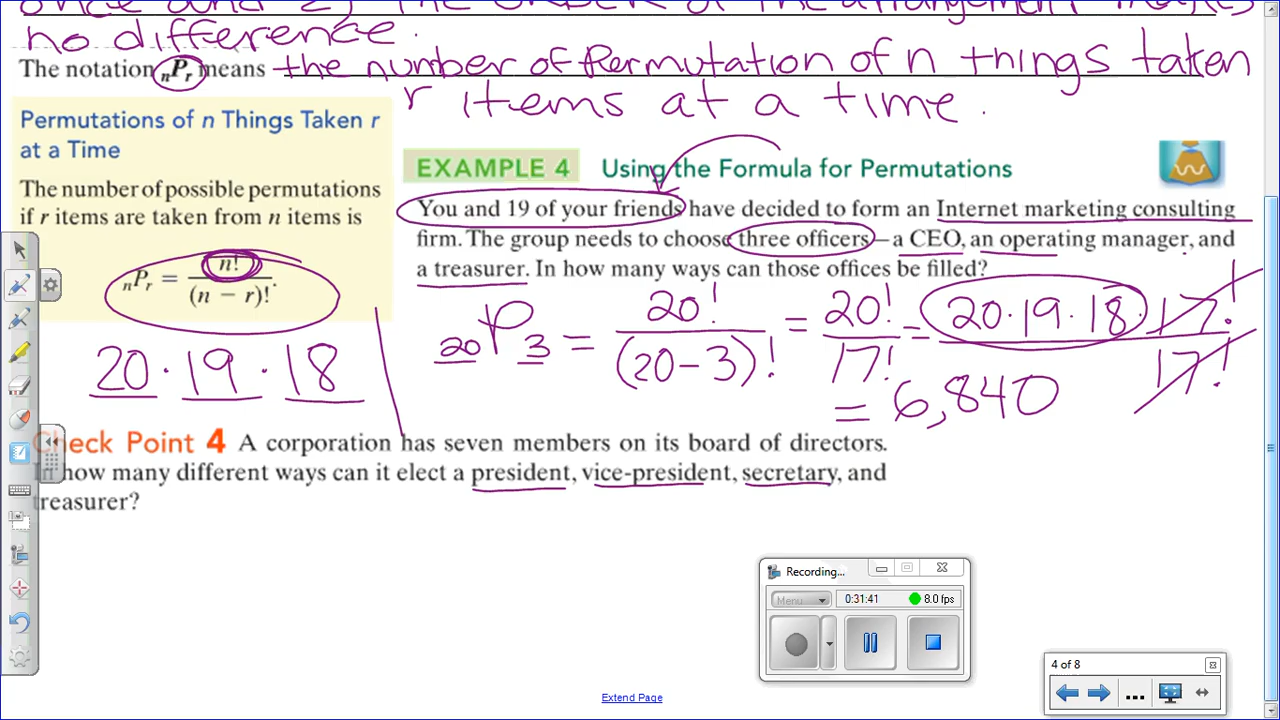 no difference.
The notation nPr means the number of Permutation of n things taken
r items at a time.
Permutations of n Things Taken r
at a Time
The number of possible permutations
if r items are taken from n items is
nPr = n! / (n − r)!.
20 · 19 · 18
EXAMPLE 4 Using the Formula for Permutations
You and 19 of your friends have decided to form an Internet marketing consulting
firm. The group needs to choose three officers—a CEO, an operating manager, and
a treasurer. In how many ways can those offices be filled?
20P3 = 20! / (20-3)! = 20! / 17! = 20·19·18 17! / 17!
= 6,840
Check Point 4 A corporation has seven members on its board of directors.
how many different ways can it elect a president, vice-president, secretary, and
treasurer?
Recording...
Menu
0:31:41
8.0 fps
4 of 8
...
Extend Page